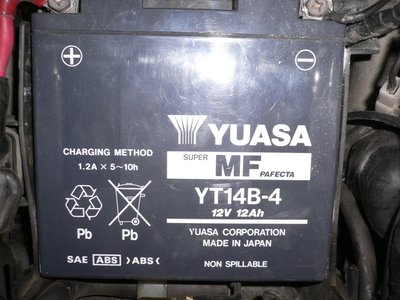 YUASA
SUPER MF PAFECTA
CHARGING METHOD
1.2A × 5~10h
YT14B-4
12V 12Ah
Pb Pb
YUASA CORPORATION
MADE IN JAPAN
SAE ABS >ABS<
NON SPILLABLE